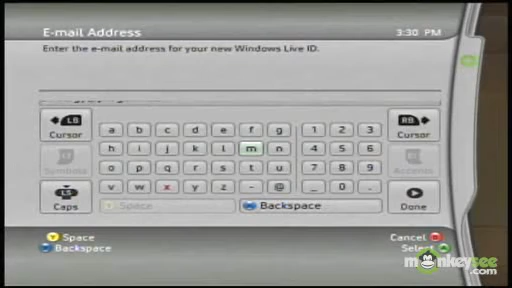 E-mail Address 3:30 PM
Enter the e-mail address for your new Windows Live ID.
LB RB
Cursor a b c d e f g 1 2 3 Cursor
h i j k l m n 4 5 6
Symbols o p q r s t u 7 8 9 Accents
LS v w x y z - @ _ 0 .
Caps Space Backspace Done
Y Space Cancel B
X Backspace Select A
monkeysee
.com